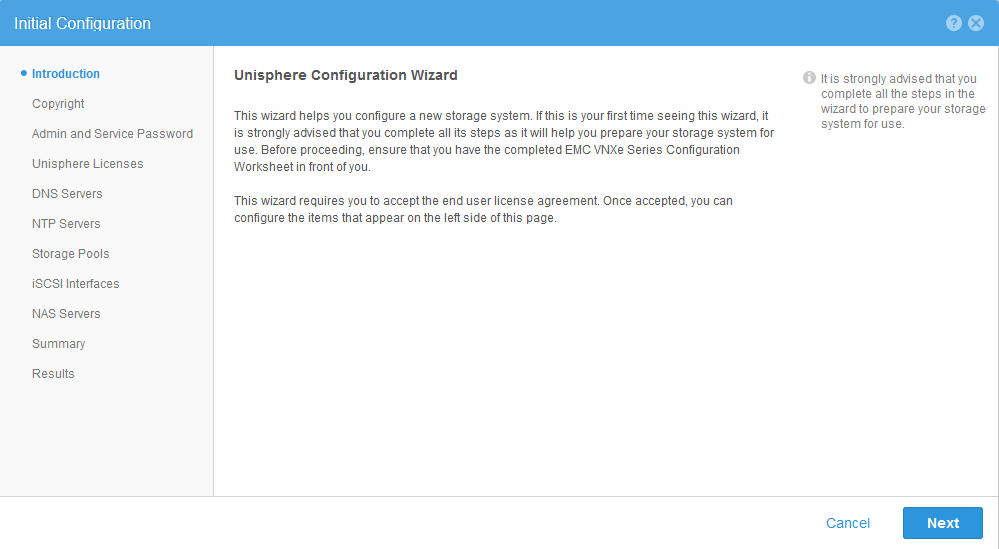 Initial Configuration
Introduction
Copyright
Admin and Service Password
Unisphere Licenses
DNS Servers
NTP Servers
Storage Pools
iSCSI Interfaces
NAS Servers
Summary
Results
Unisphere Configuration Wizard
This wizard helps you configure a new storage system. If this is your first time seeing this wizard, it
is strongly advised that you complete all its steps as it will help you prepare your storage system for
use. Before proceeding, ensure that you have the completed EMC VNXe Series Configuration
Worksheet in front of you.
This wizard requires you to accept the end user license agreement. Once accepted, you can
configure the items that appear on the left side of this page.
It is strongly advised that you
complete all the steps in the
wizard to prepare your storage
system for use.
Cancel
Next